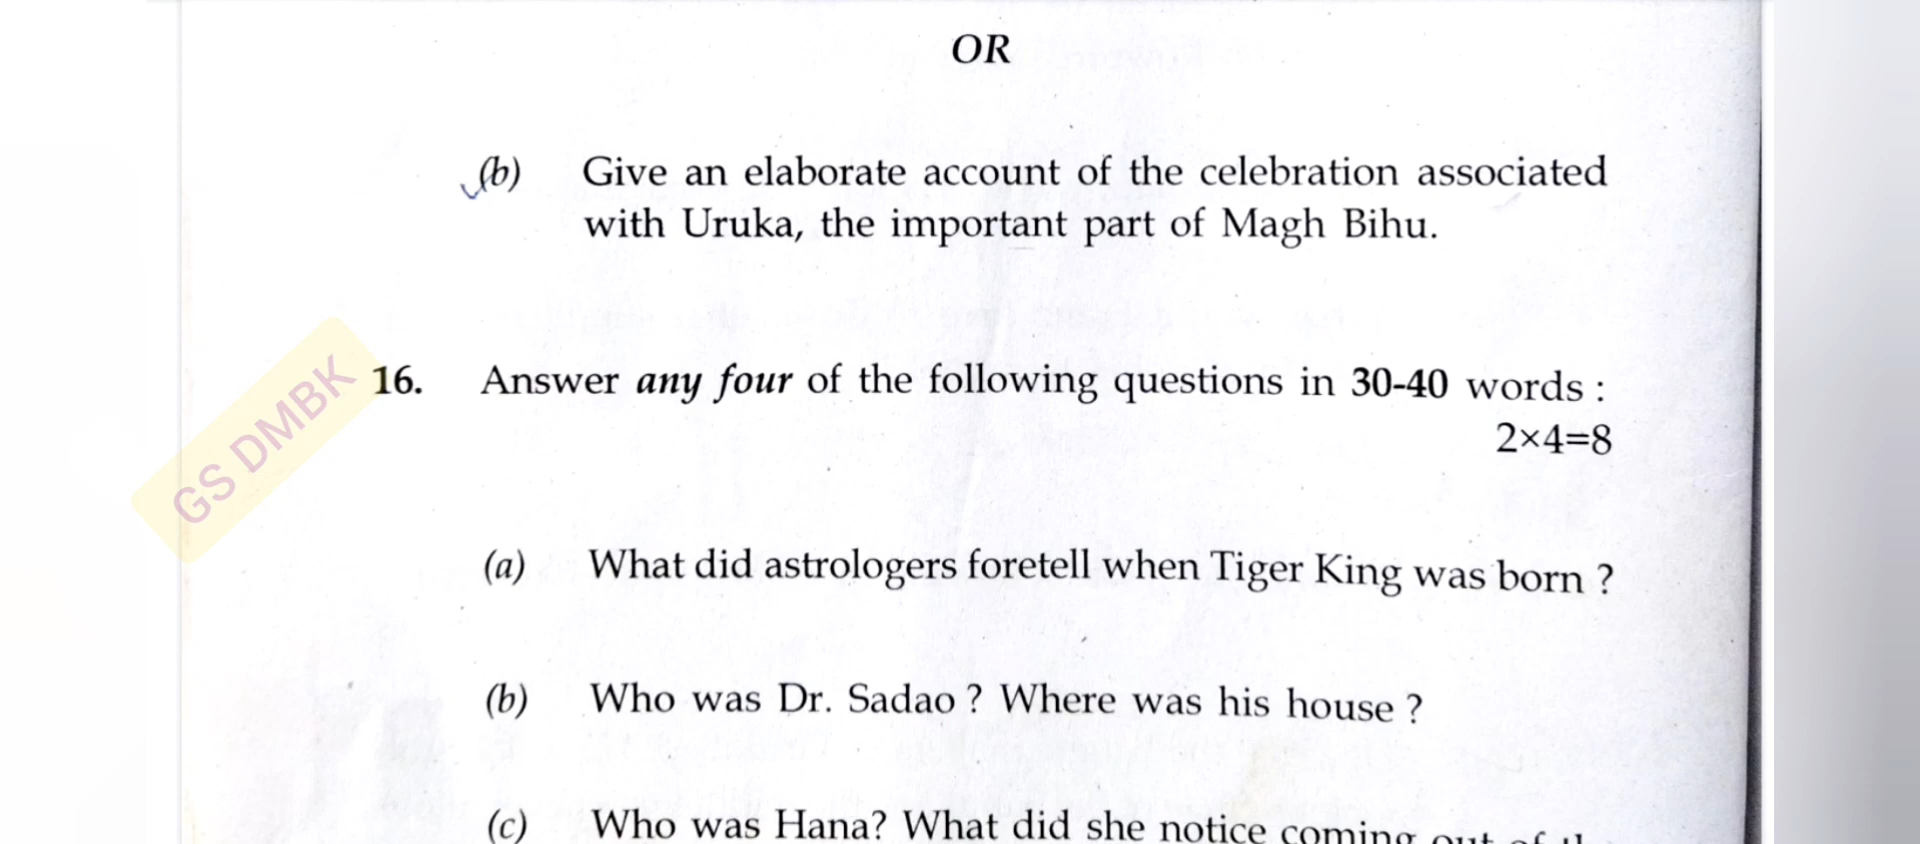 OR
(b) Give an elaborate account of the celebration associated
with Uruka, the important part of Magh Bihu.
16. Answer any four of the following questions in 30-40 words :
2×4=8
GS DMBK
(a) What did astrologers foretell when Tiger King was born ?
(b) Who was Dr. Sadao ? Where was his house ?
(c) Who was Hana? What did she notice coming out of